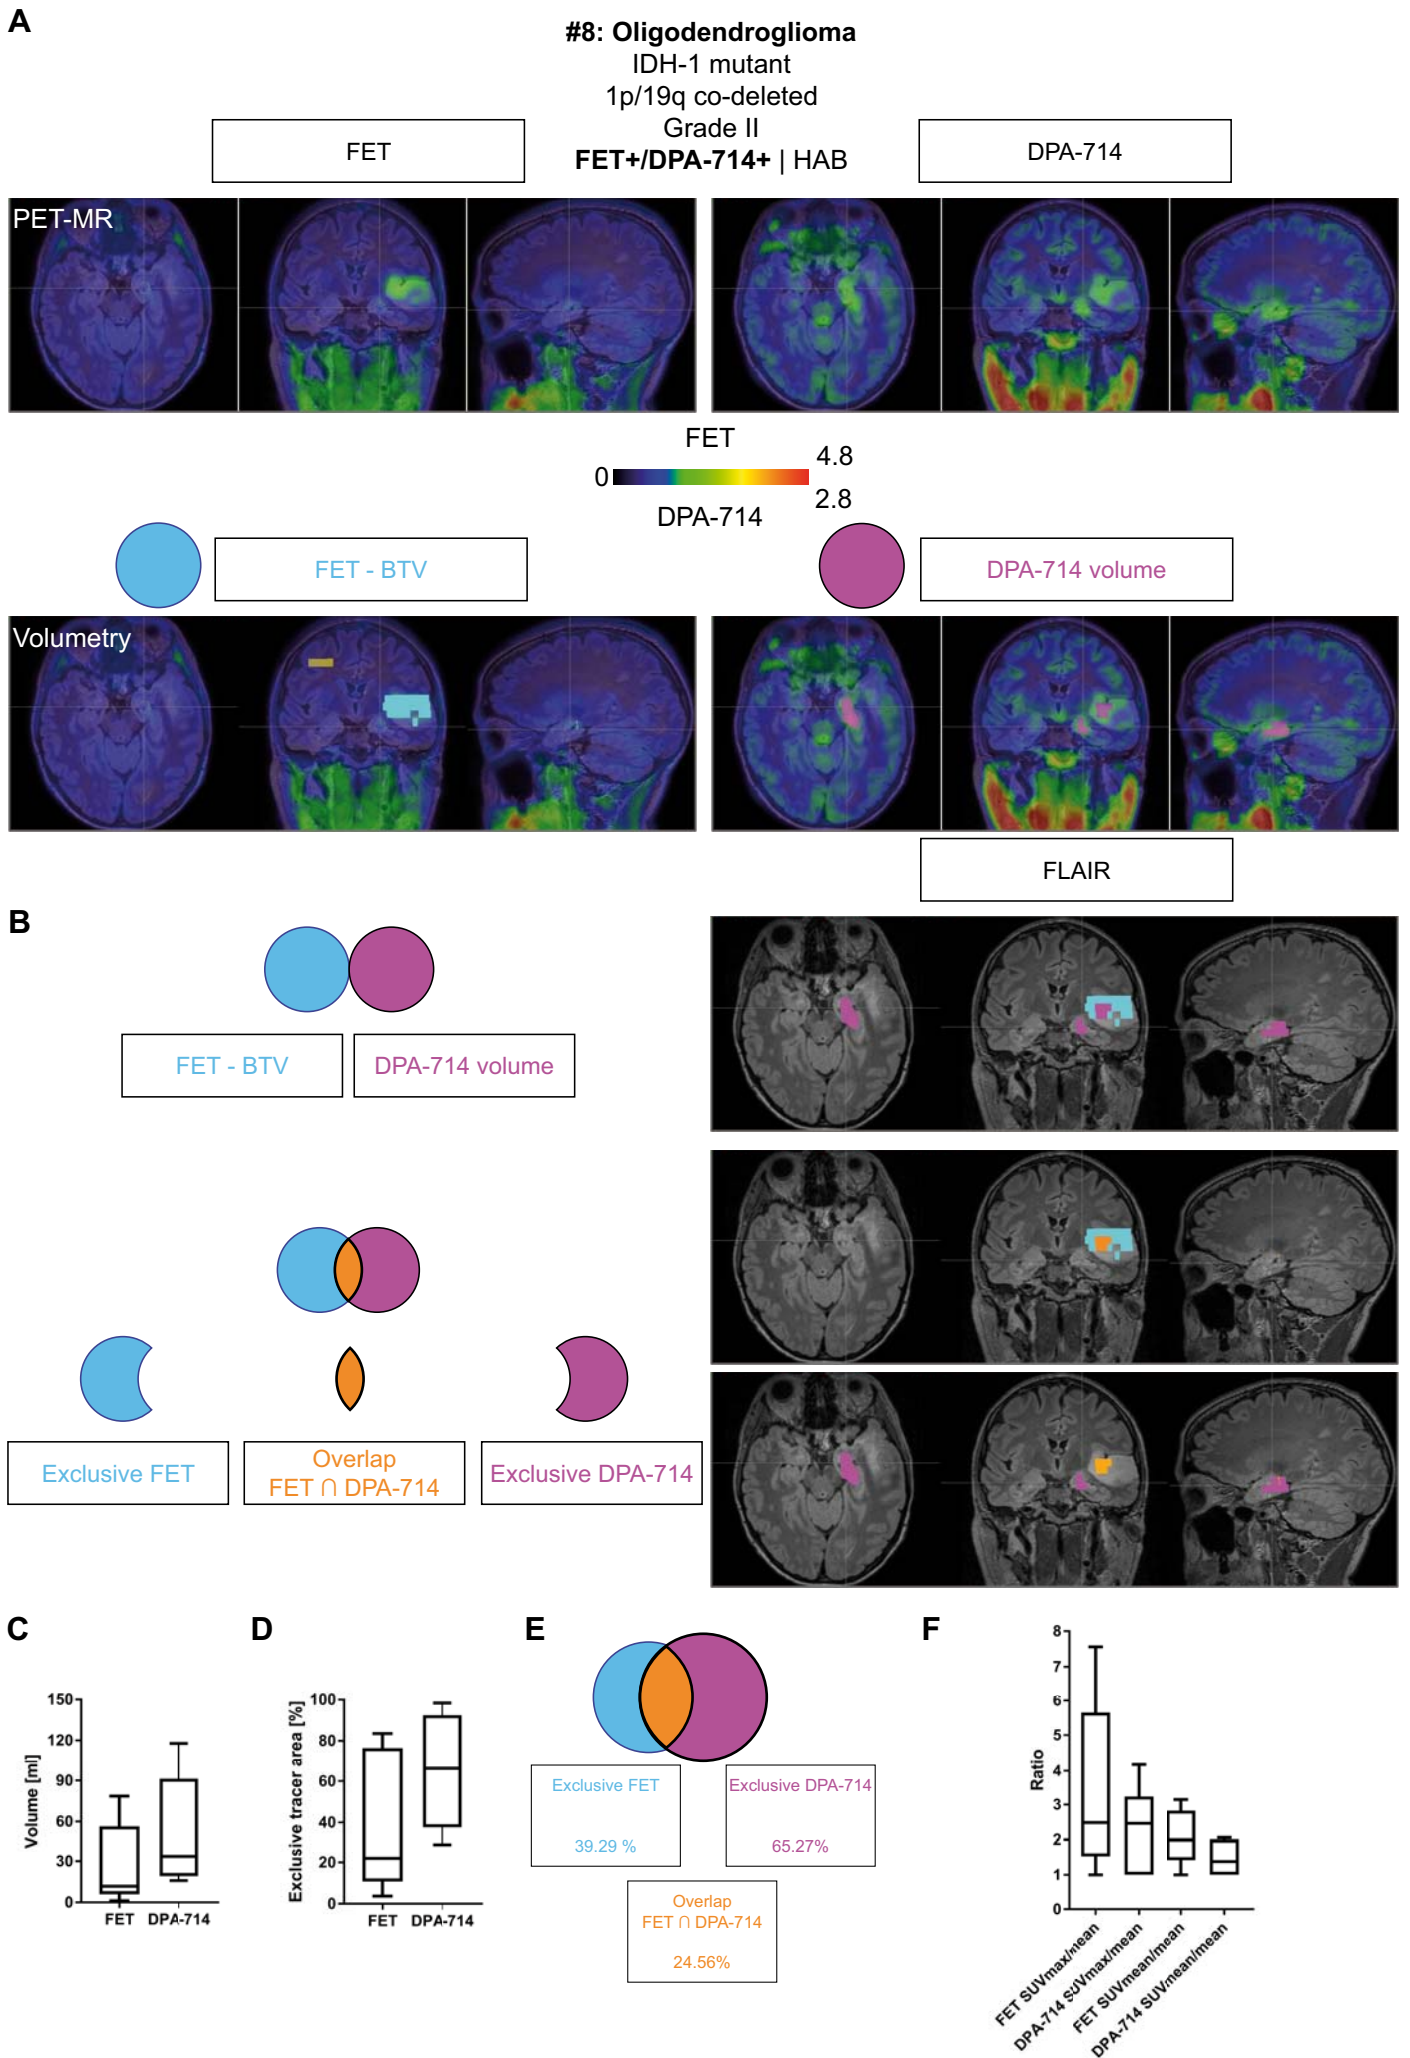 A
#8: Oligodendroglioma
IDH-1 mutant
1p/19q co-deleted
Grade II
FET+/DPA-714+ | HAB
FET
DPA-714
PET-MR
FET
0
4.8
2.8
DPA-714
FET - BTV
DPA-714 volume
Volumetry
FLAIR
B
FET - BTV
DPA-714 volume
Exclusive FET
Overlap
FET ∩ DPA-714
Exclusive DPA-714
C
Volume [ml]
150
120
90
60
30
0
FET
DPA-714
D
Exclusive tracer area [%]
100
80
60
40
20
0
FET
DPA-714
E
Exclusive FET
39.29 %
Exclusive DPA-714
65.27%
Overlap
FET ∩ DPA-714
24.56%
F
Ratio
8
7
6
5
4
3
2
1
0
FET SUVmax/mean
DPA-714 SUVmax/mean
FET SUVmean/mean
DPA-714 SUVmean/mean